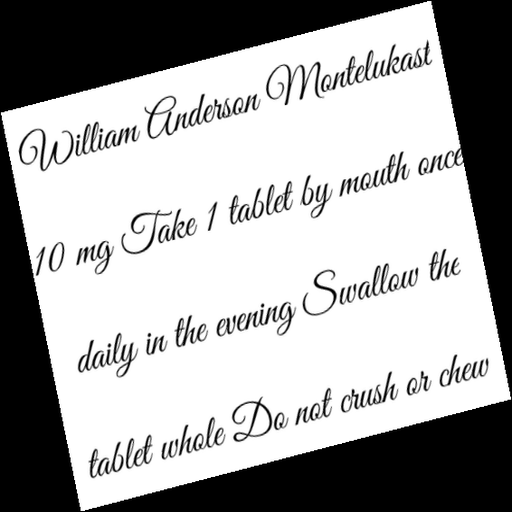 William Anderson Montelukast
10 mg Take 1 tablet by mouth once
daily in the evening Swallow the
tablet whole Do not crush or chew